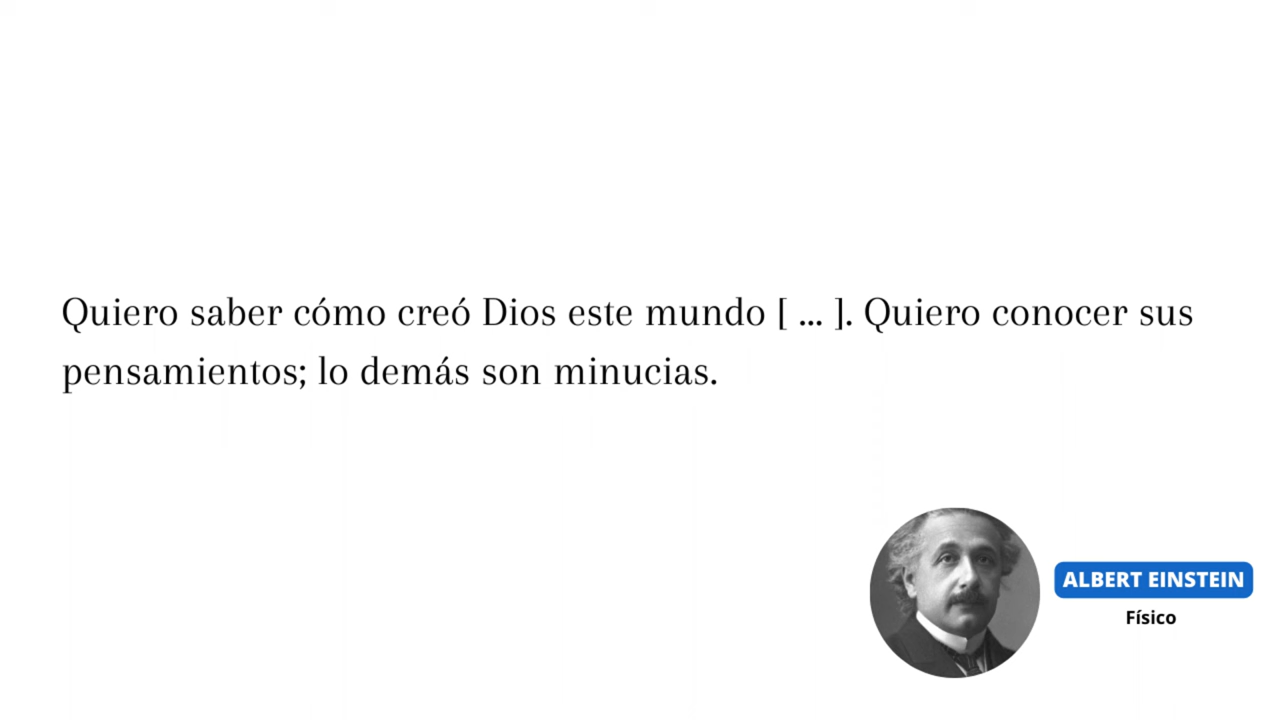 Quiero saber cómo creó Dios este mundo [ ... ]. Quiero conocer sus
pensamientos; lo demás son minucias.
ALBERT EINSTEIN
Físico